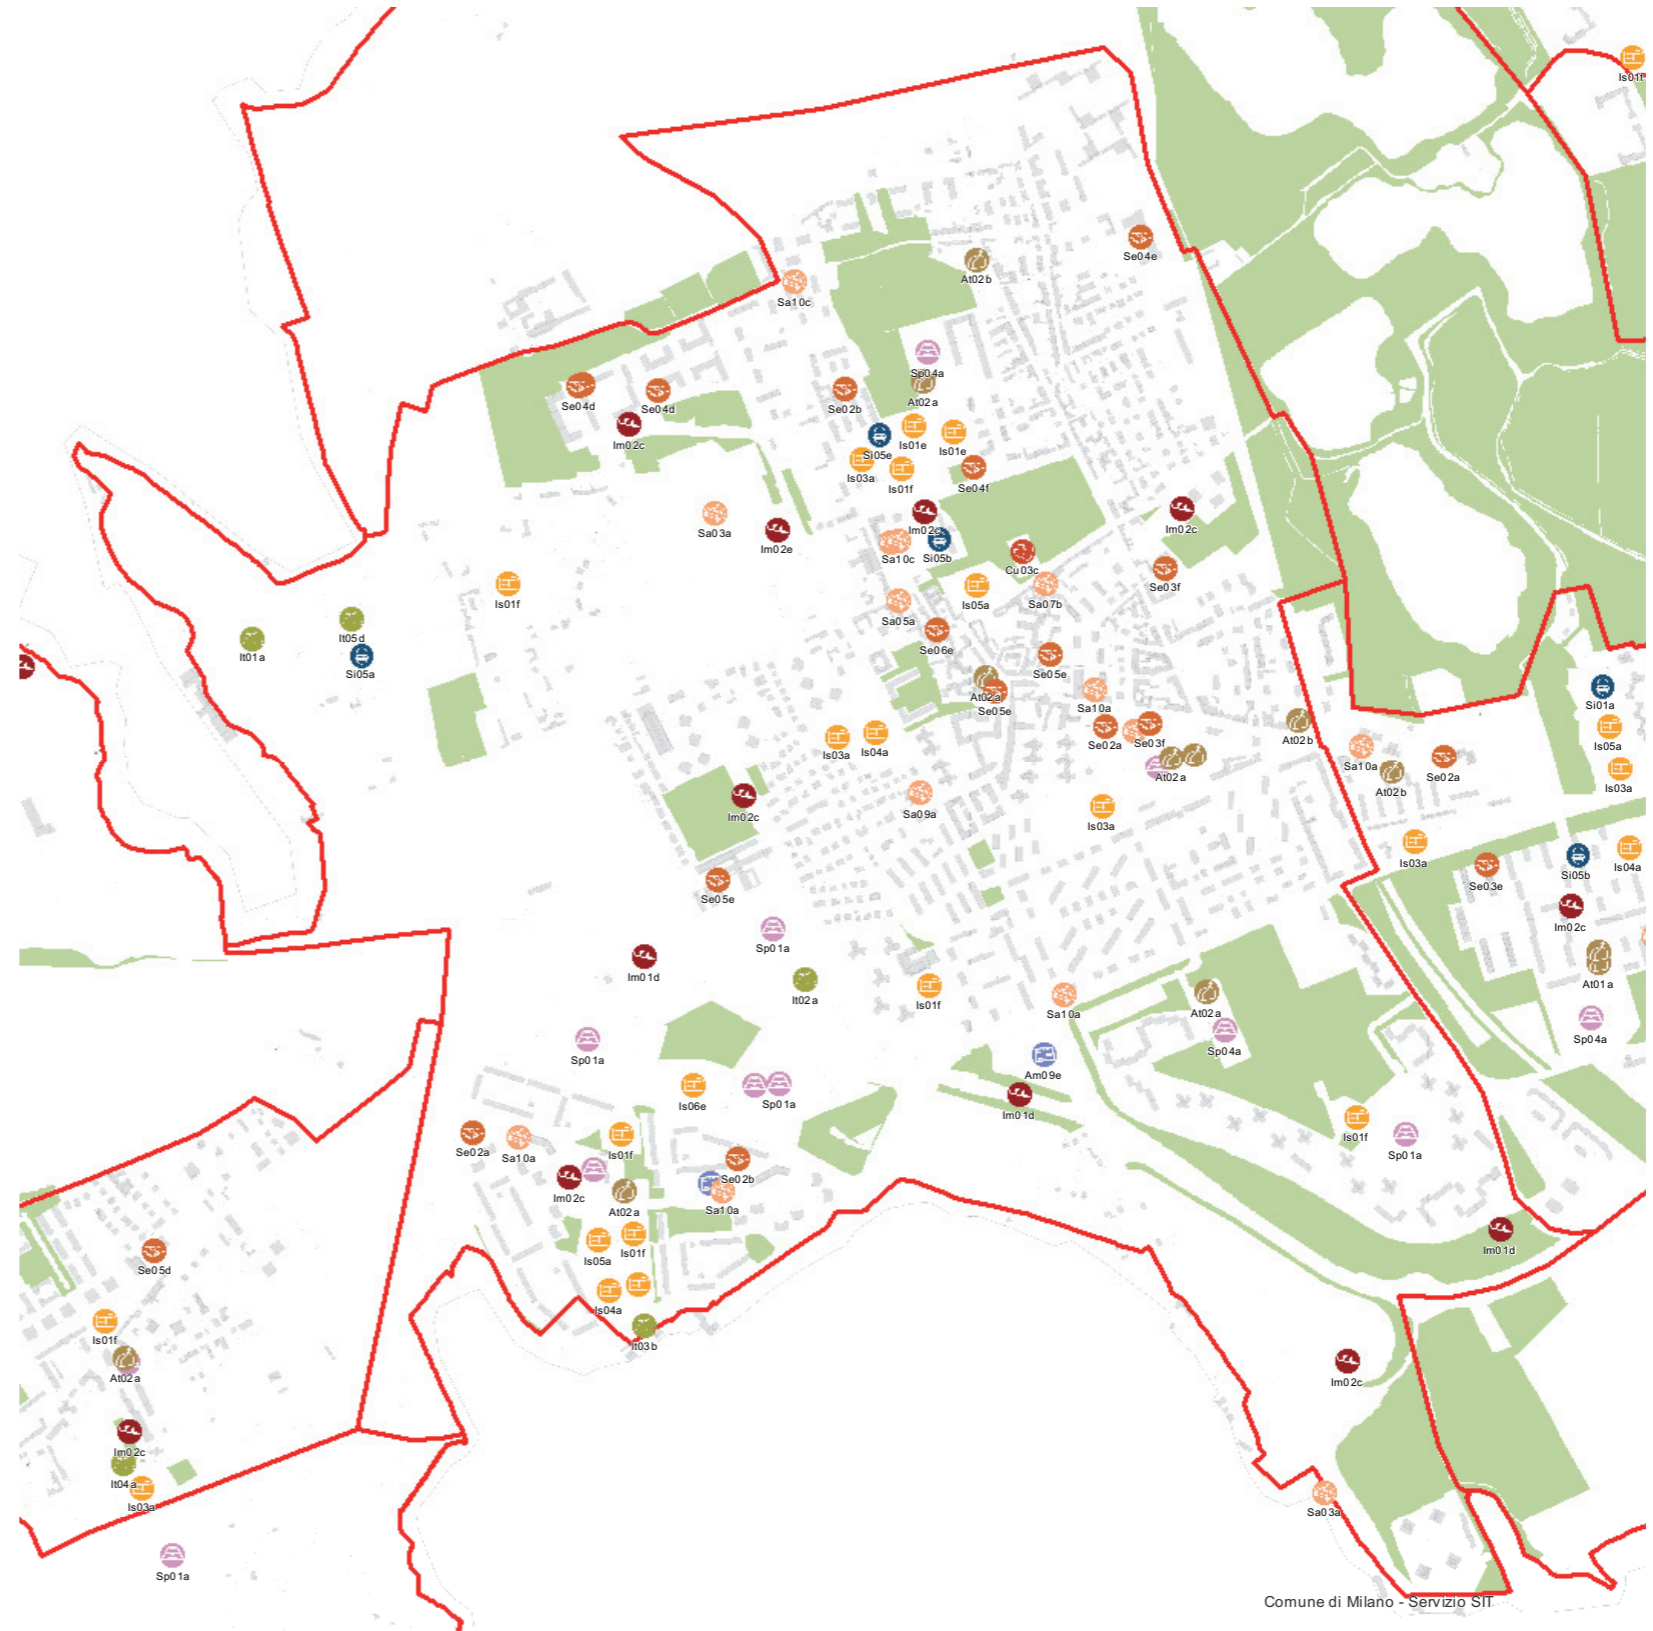 Is01f
Se04e
At02b
Sa10c
Sp04a
Se04d
Se04d
Se02b
At02a
Im02c
Is01e
Is01e
Si05e
Is03a
Is01f
Se04f
Im02c
Im02c
Sa03a
Im02e
Sa10c
Si05b
Cu03c
Se03f
Is01f
Is05a
Sa07b
Sa05a
It05d
It01a
Se06e
Si05a
Se05e
At02a
Se05e
Sa10a
Si01a
Se02a
Se03f
At02b
Is05a
Is03a
Is04a
Sa10a
At02a
Se02a
At02b
Is03a
Im02c
Sa09a
Is03a
Is03a
Is04a
Si05b
Se03e
Se05e
Im02c
Sp01a
Im01d
At01a
It02a
Is01f
Sa10a
At02a
Sp04a
Sp04a
Sp01a
Am09e
Is06e
Sp01a
Im01d
Is01f
Se02a
Sa10a
Is01f
Sp01a
Se02b
Im02c
At02a
Sa10a
Is01f
Im01d
Is05a
Se05d
Is04a
Is01f
It03b
At02a
Im02c
Im02c
It04a
Is03a
Sa03a
Sp01a
Comune di Milano - Servizio SIT